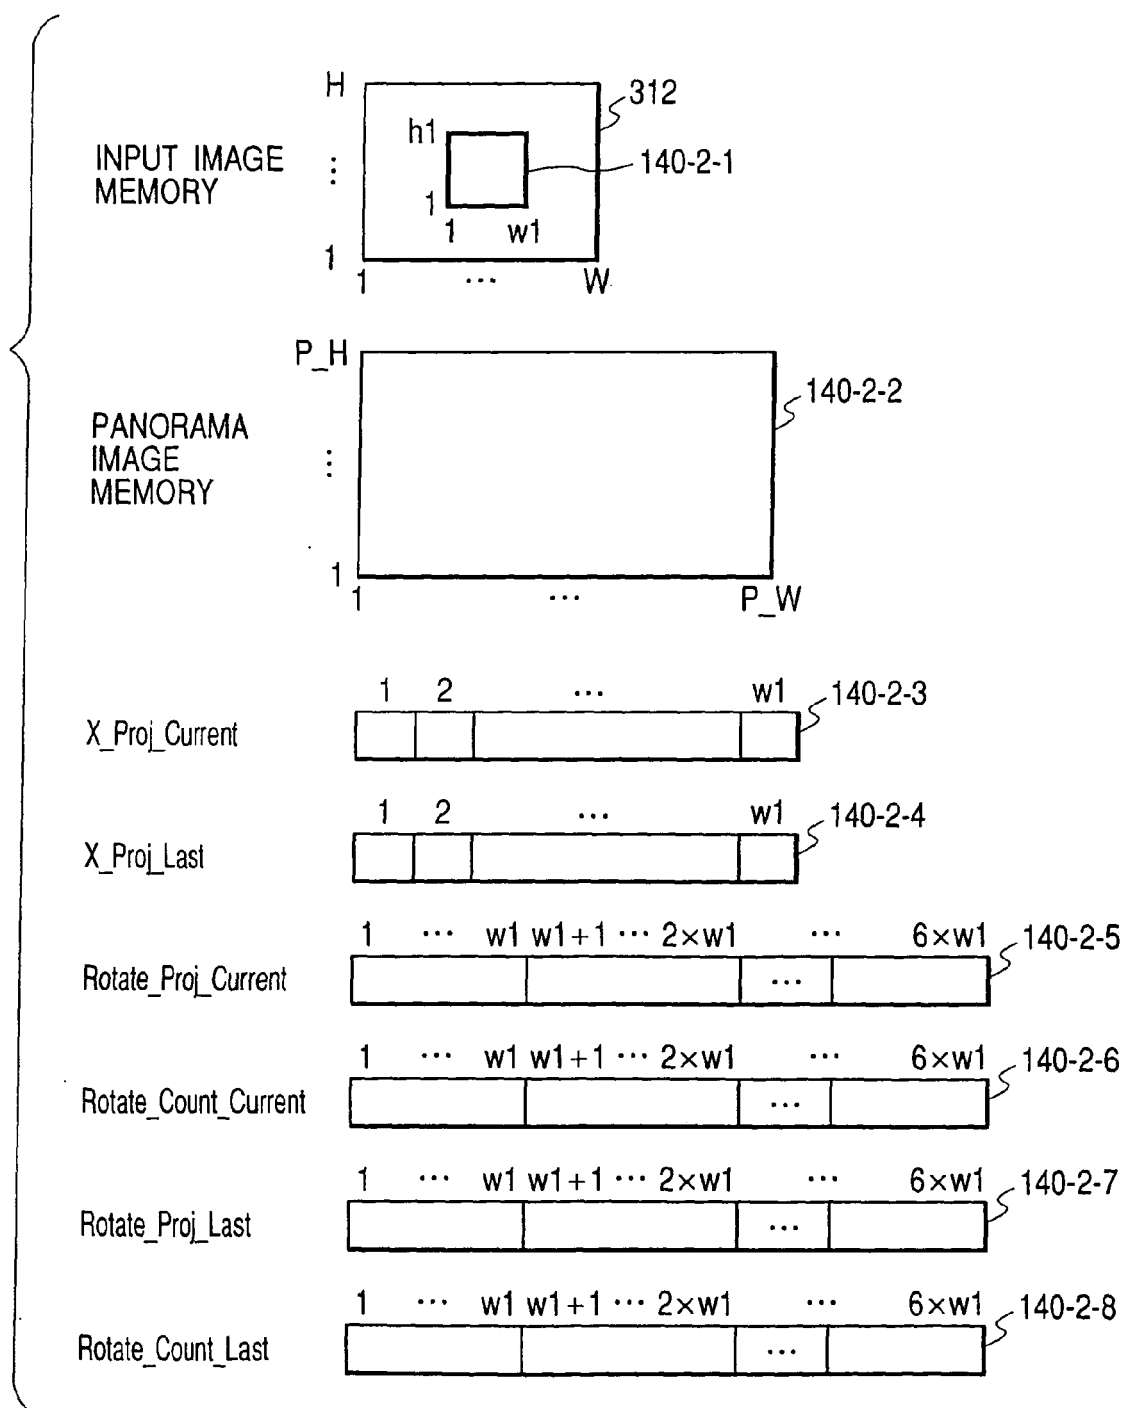 H
312
h1
INPUT IMAGE
MEMORY
⋮
140-2-1
1
1 w1
1
1 ... W
P_H
140-2-2
PANORAMA
IMAGE
MEMORY
⋮
1
1 ... P_W
1 2 ... w1 140-2-3
X_Proj_Current
1 2 ... w1 140-2-4
X_Proj_Last
1 ... w1 w1+1 ... 2×w1 ... 6×w1 140-2-5
Rotate_Proj_Current ...
1 ... w1 w1+1 ... 2×w1 ... 6×w1 140-2-6
Rotate_Count_Current ...
1 ... w1 w1+1 ... 2×w1 ... 6×w1 140-2-7
Rotate_Proj_Last ...
1 ... w1 w1+1 ... 2×w1 ... 6×w1 140-2-8
Rotate_Count_Last ...